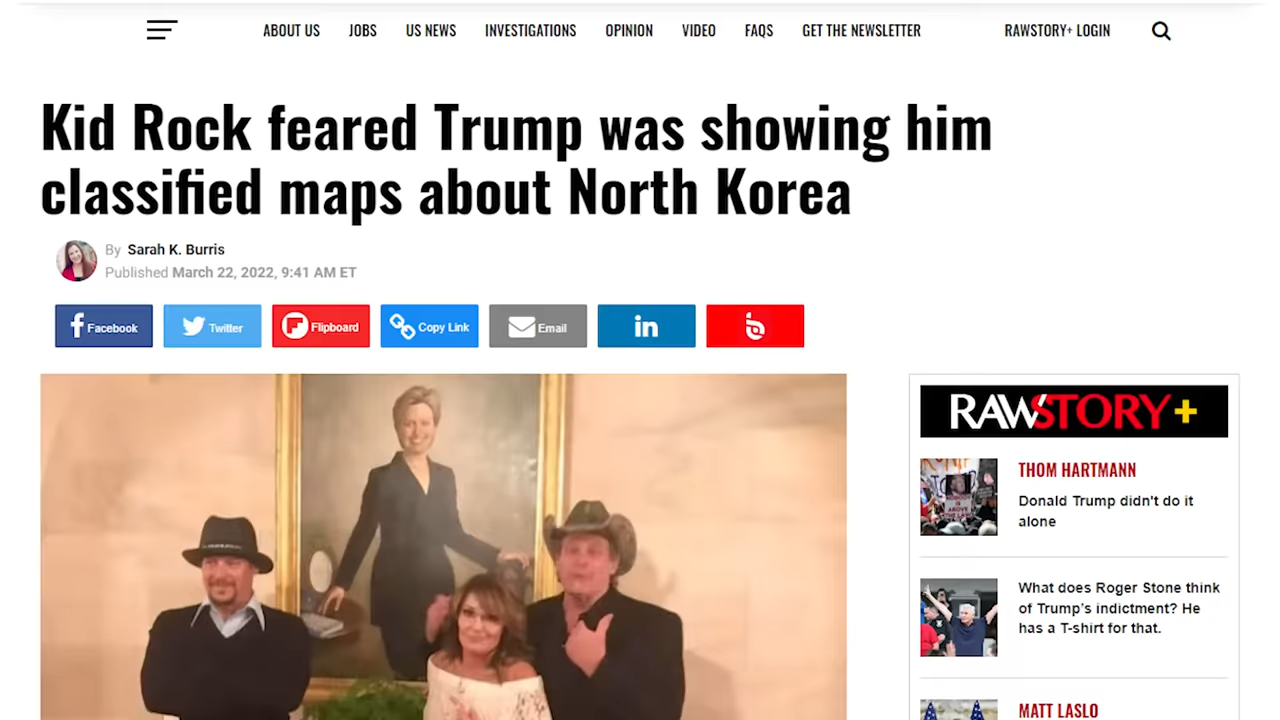 ABOUT US JOBS US NEWS INVESTIGATIONS OPINION VIDEO FAQS GET THE NEWSLETTER RAWSTORY+ LOGIN
Kid Rock feared Trump was showing him
classified maps about North Korea
By Sarah K. Burris
Published March 22, 2022, 9:41 AM ET
Facebook Twitter Flipboard Copy Link Email in
RAWSTORY+
THOM HARTMANN
Donald Trump didn't do it
alone
What does Roger Stone think
of Trump's indictment? He
has a T-shirt for that.
MATT LASLO